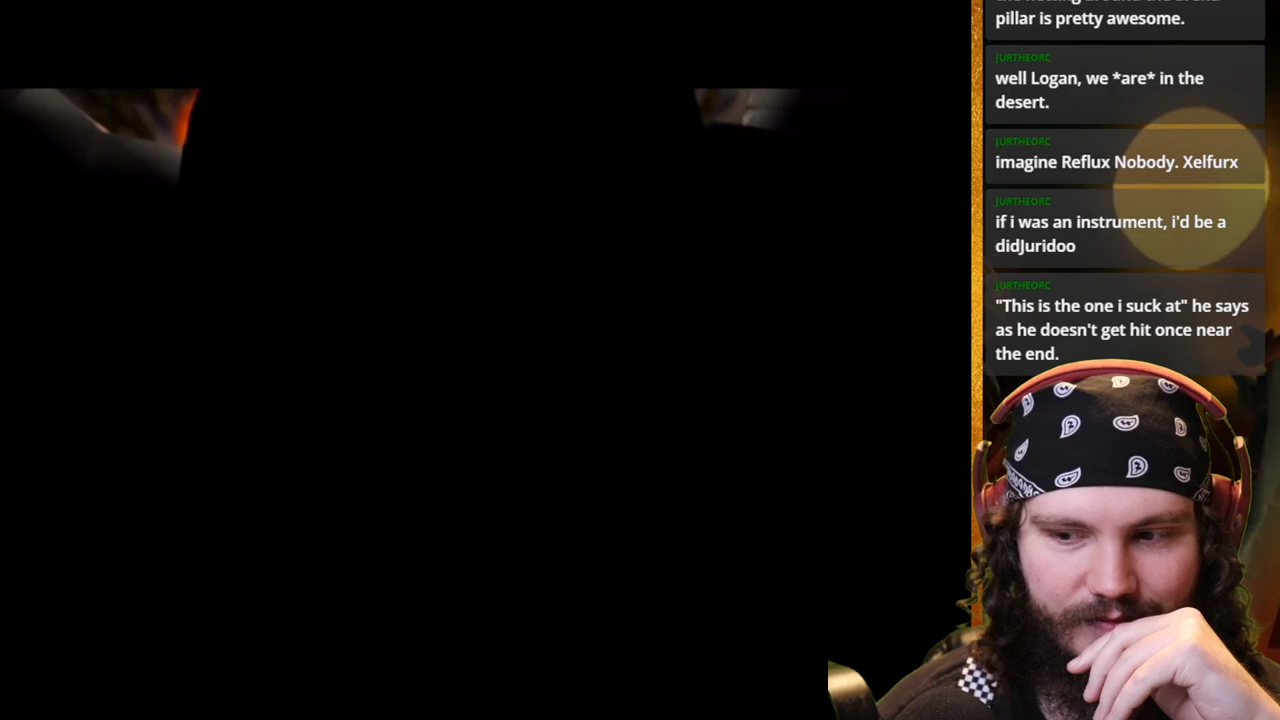 pillar is pretty awesome.
JURTHEORC
well Logan, we *are* in the
desert.
JURTHEORC
imagine Reflux Nobody. Xelfurx
JURTHEORC
if i was an instrument, i'd be a
didJuridoo
JURTHEORC
"This is the one i suck at" he says
as he doesn't get hit once near
the end.